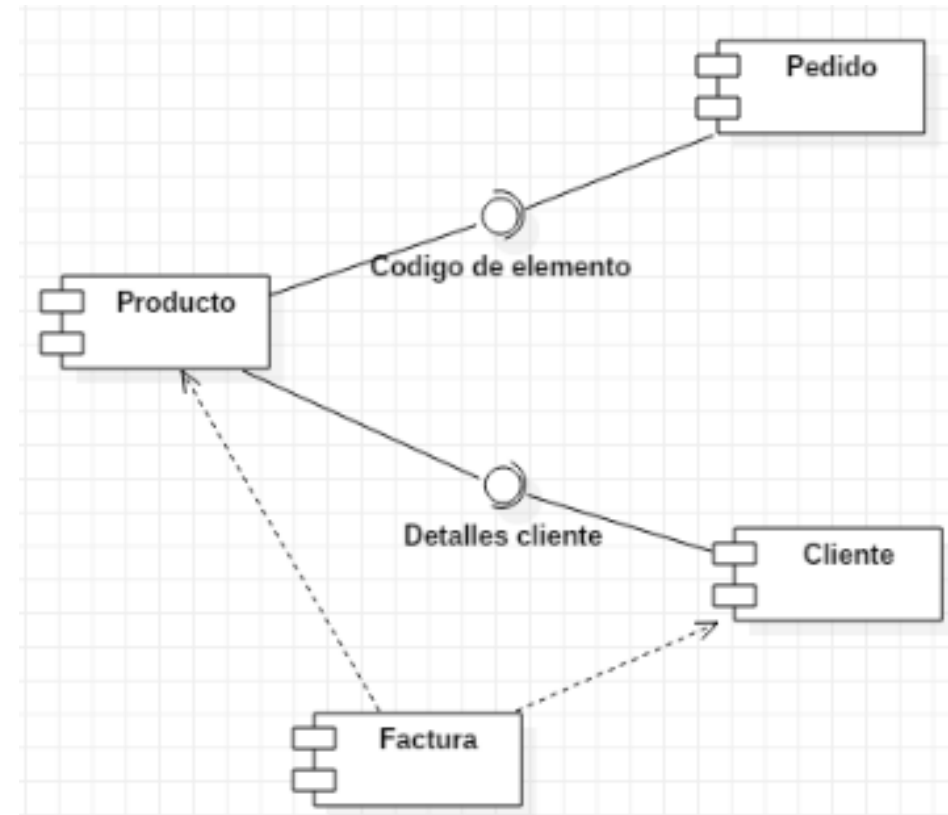 Pedido
Codigo de elemento
Producto
Detalles cliente
Cliente
Factura